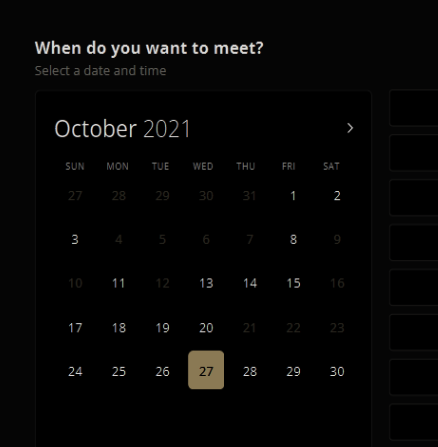 When do you want to meet?
Select a date and time
October 2021 >
SUN MON TUE WED THU FRI SAT
27 28 29 30 31 1 2
3 4 5 6 7 8 9
10 11 12 13 14 15 16
17 18 19 20 21 22 23
24 25 26 27 28 29 30